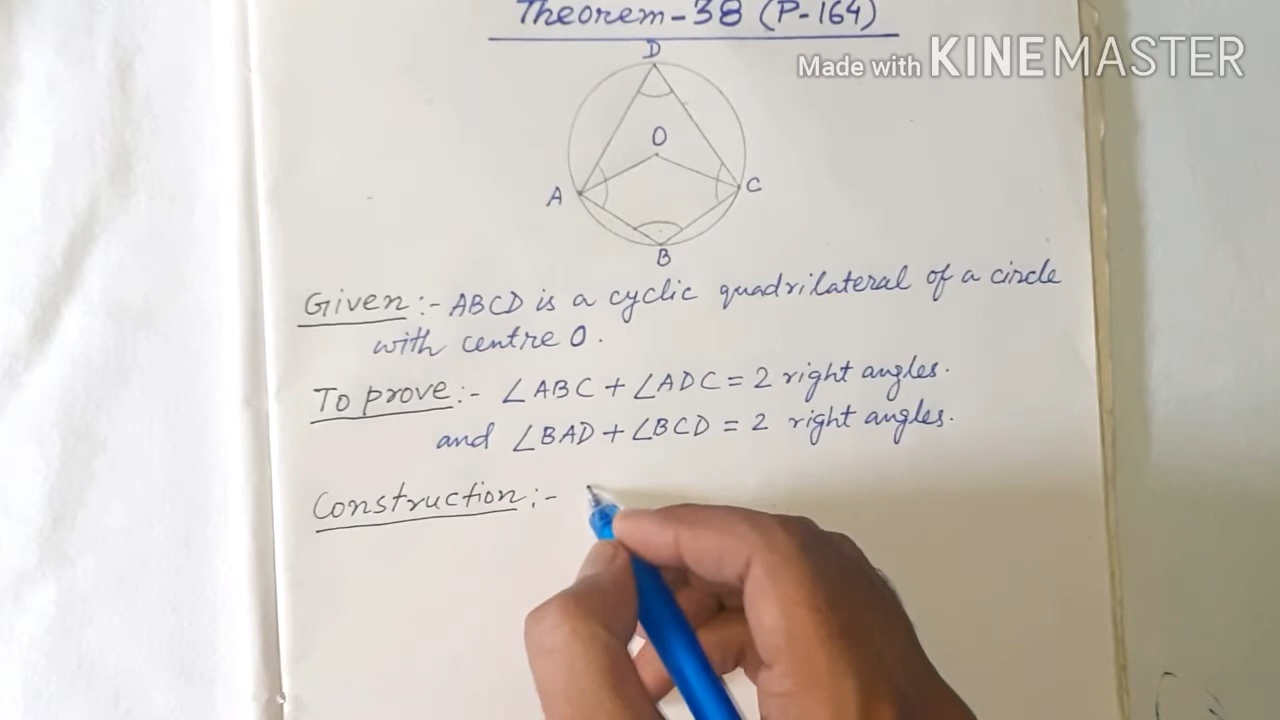 Theorem-38 (P-164)
Made with KINEMASTER
D
O
A
C
B
Given:- ABCD is a cyclic quadrilateral of a circle
with centre O.
To prove:- ∠ABC + ∠ADC = 2 right angles.
and ∠BAD + ∠BCD = 2 right angles.
Construction:-